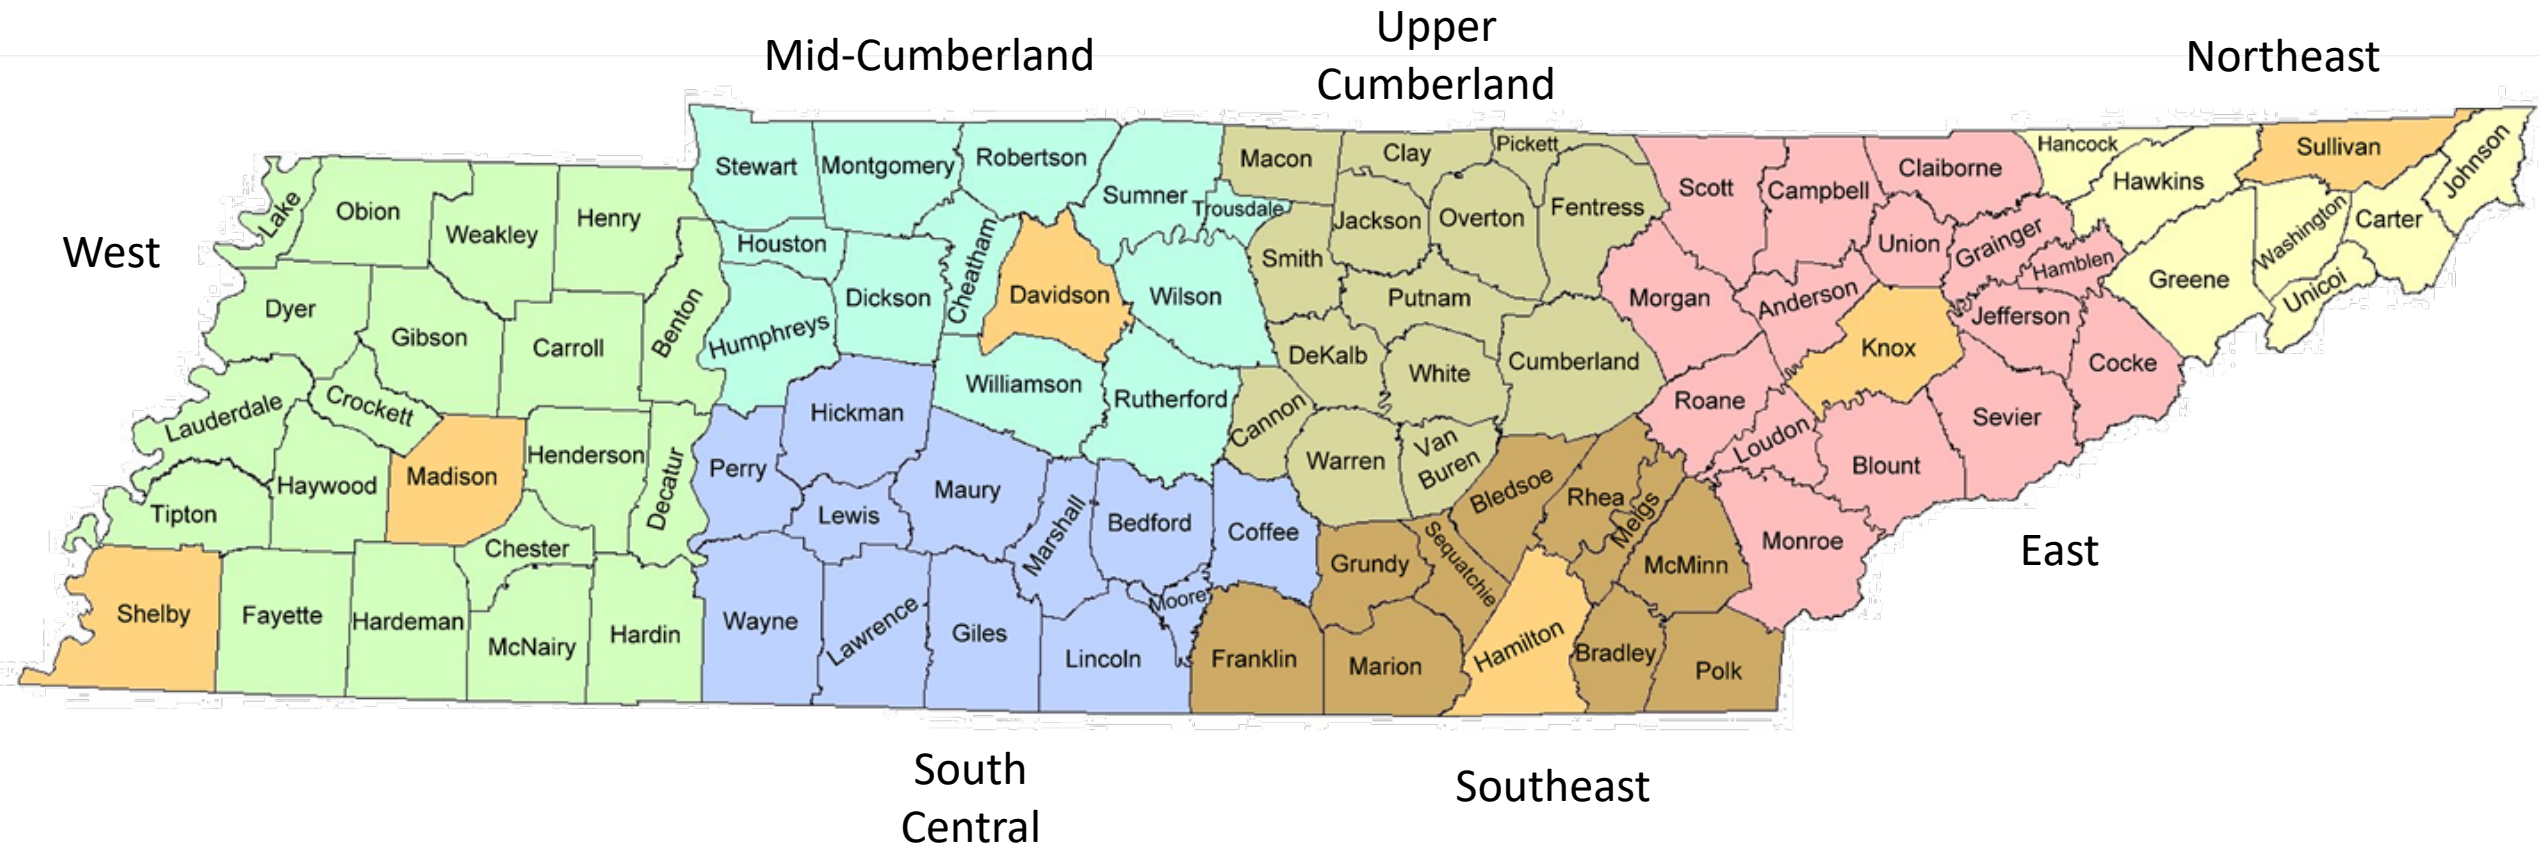 Mid-Cumberland
Upper
Cumberland
Northeast
West
East
South
Central
Southeast
Lake
Obion
Weakley
Henry
Dyer
Gibson
Carroll
Benton
Lauderdale
Crockett
Madison
Henderson
Decatur
Tipton
Haywood
Chester
Shelby
Fayette
Hardeman
McNairy
Hardin
Stewart
Montgomery
Robertson
Sumner
Trousdale
Houston
Humphreys
Dickson
Cheatham
Davidson
Wilson
Williamson
Rutherford
Hickman
Perry
Lewis
Maury
Marshall
Bedford
Coffee
Wayne
Lawrence
Giles
Lincoln
Moore
Macon
Clay
Pickett
Jackson
Overton
Fentress
Smith
Putnam
DeKalb
White
Cumberland
Cannon
Warren
Van
Buren
Bledsoe
Rhea
Meigs
Grundy
Sequatchie
McMinn
Franklin
Marion
Hamilton
Bradley
Polk
Scott
Campbell
Claiborne
Morgan
Anderson
Union
Grainger
Hamblen
Jefferson
Knox
Cocke
Roane
Loudon
Blount
Sevier
Monroe
Hancock
Hawkins
Sullivan
Johnson
Greene
Washington
Carter
Unicoi